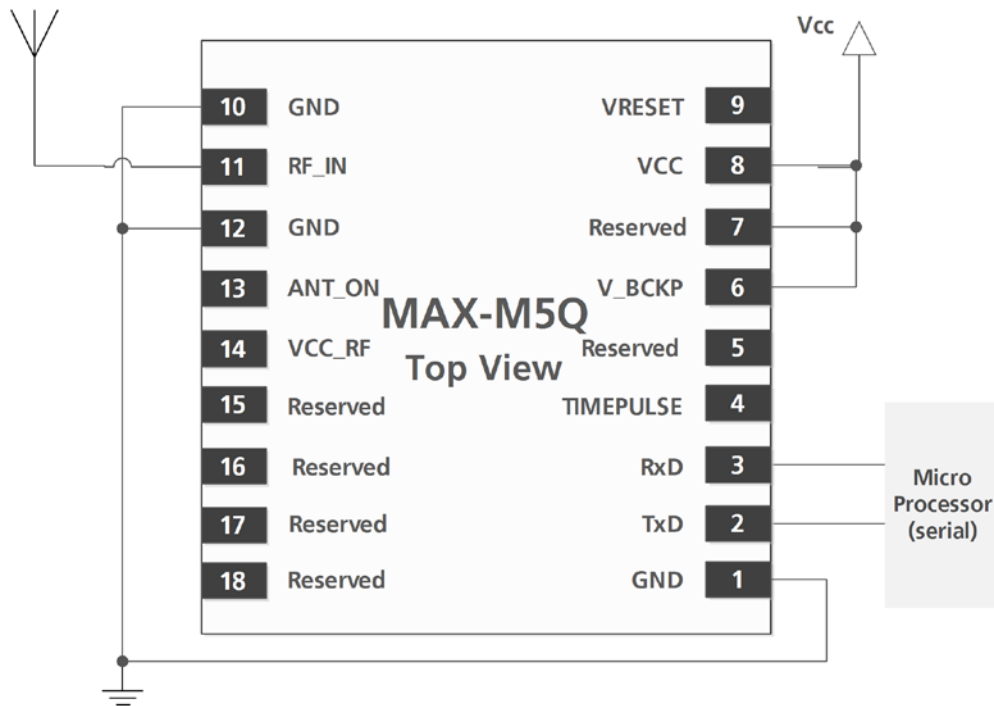 Vcc
10 GND
VRESET 9
11 RF_IN
VCC 8
12 GND
Reserved 7
13 ANT_ON
V_BCKP 6
MAX-M5Q
14 VCC_RF
Reserved 5
Top View
15 Reserved
TIMEPULSE 4
16 Reserved
RxD 3
17 Reserved
TxD 2
18 Reserved
GND 1
Micro
Processor
(serial)